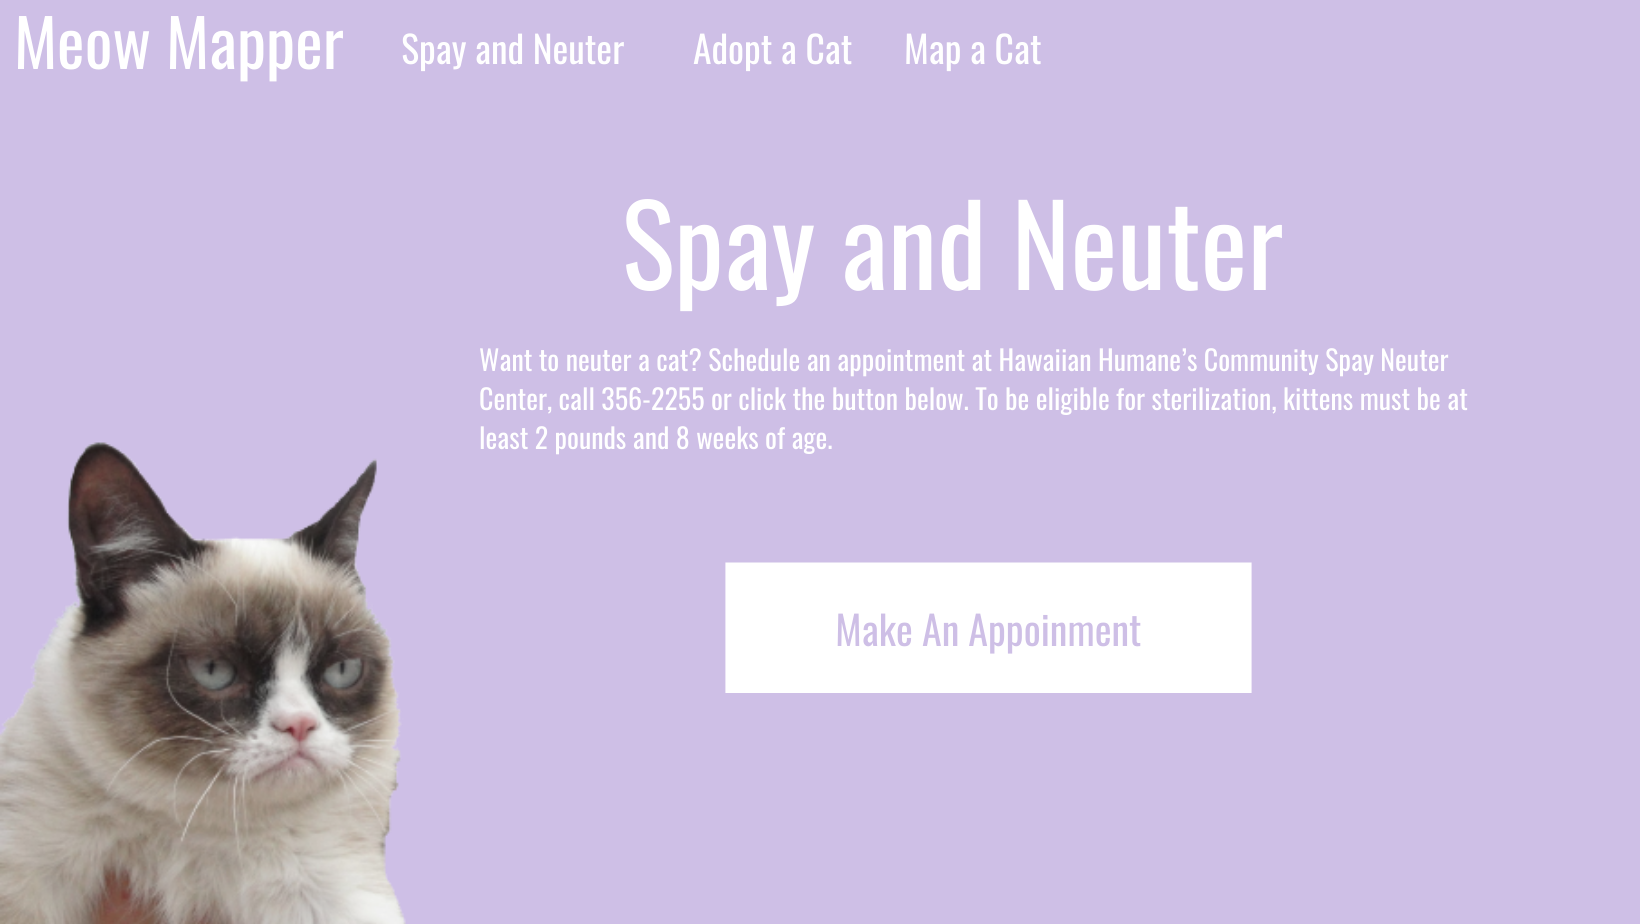 Meow Mapper Spay and Neuter Adopt a Cat Map a Cat
Spay and Neuter
Want to neuter a cat? Schedule an appointment at Hawaiian Humane’s Community Spay Neuter
Center, call 356-2255 or click the button below. To be eligible for sterilization, kittens must be at
least 2 pounds and 8 weeks of age.
Make An Appoinment